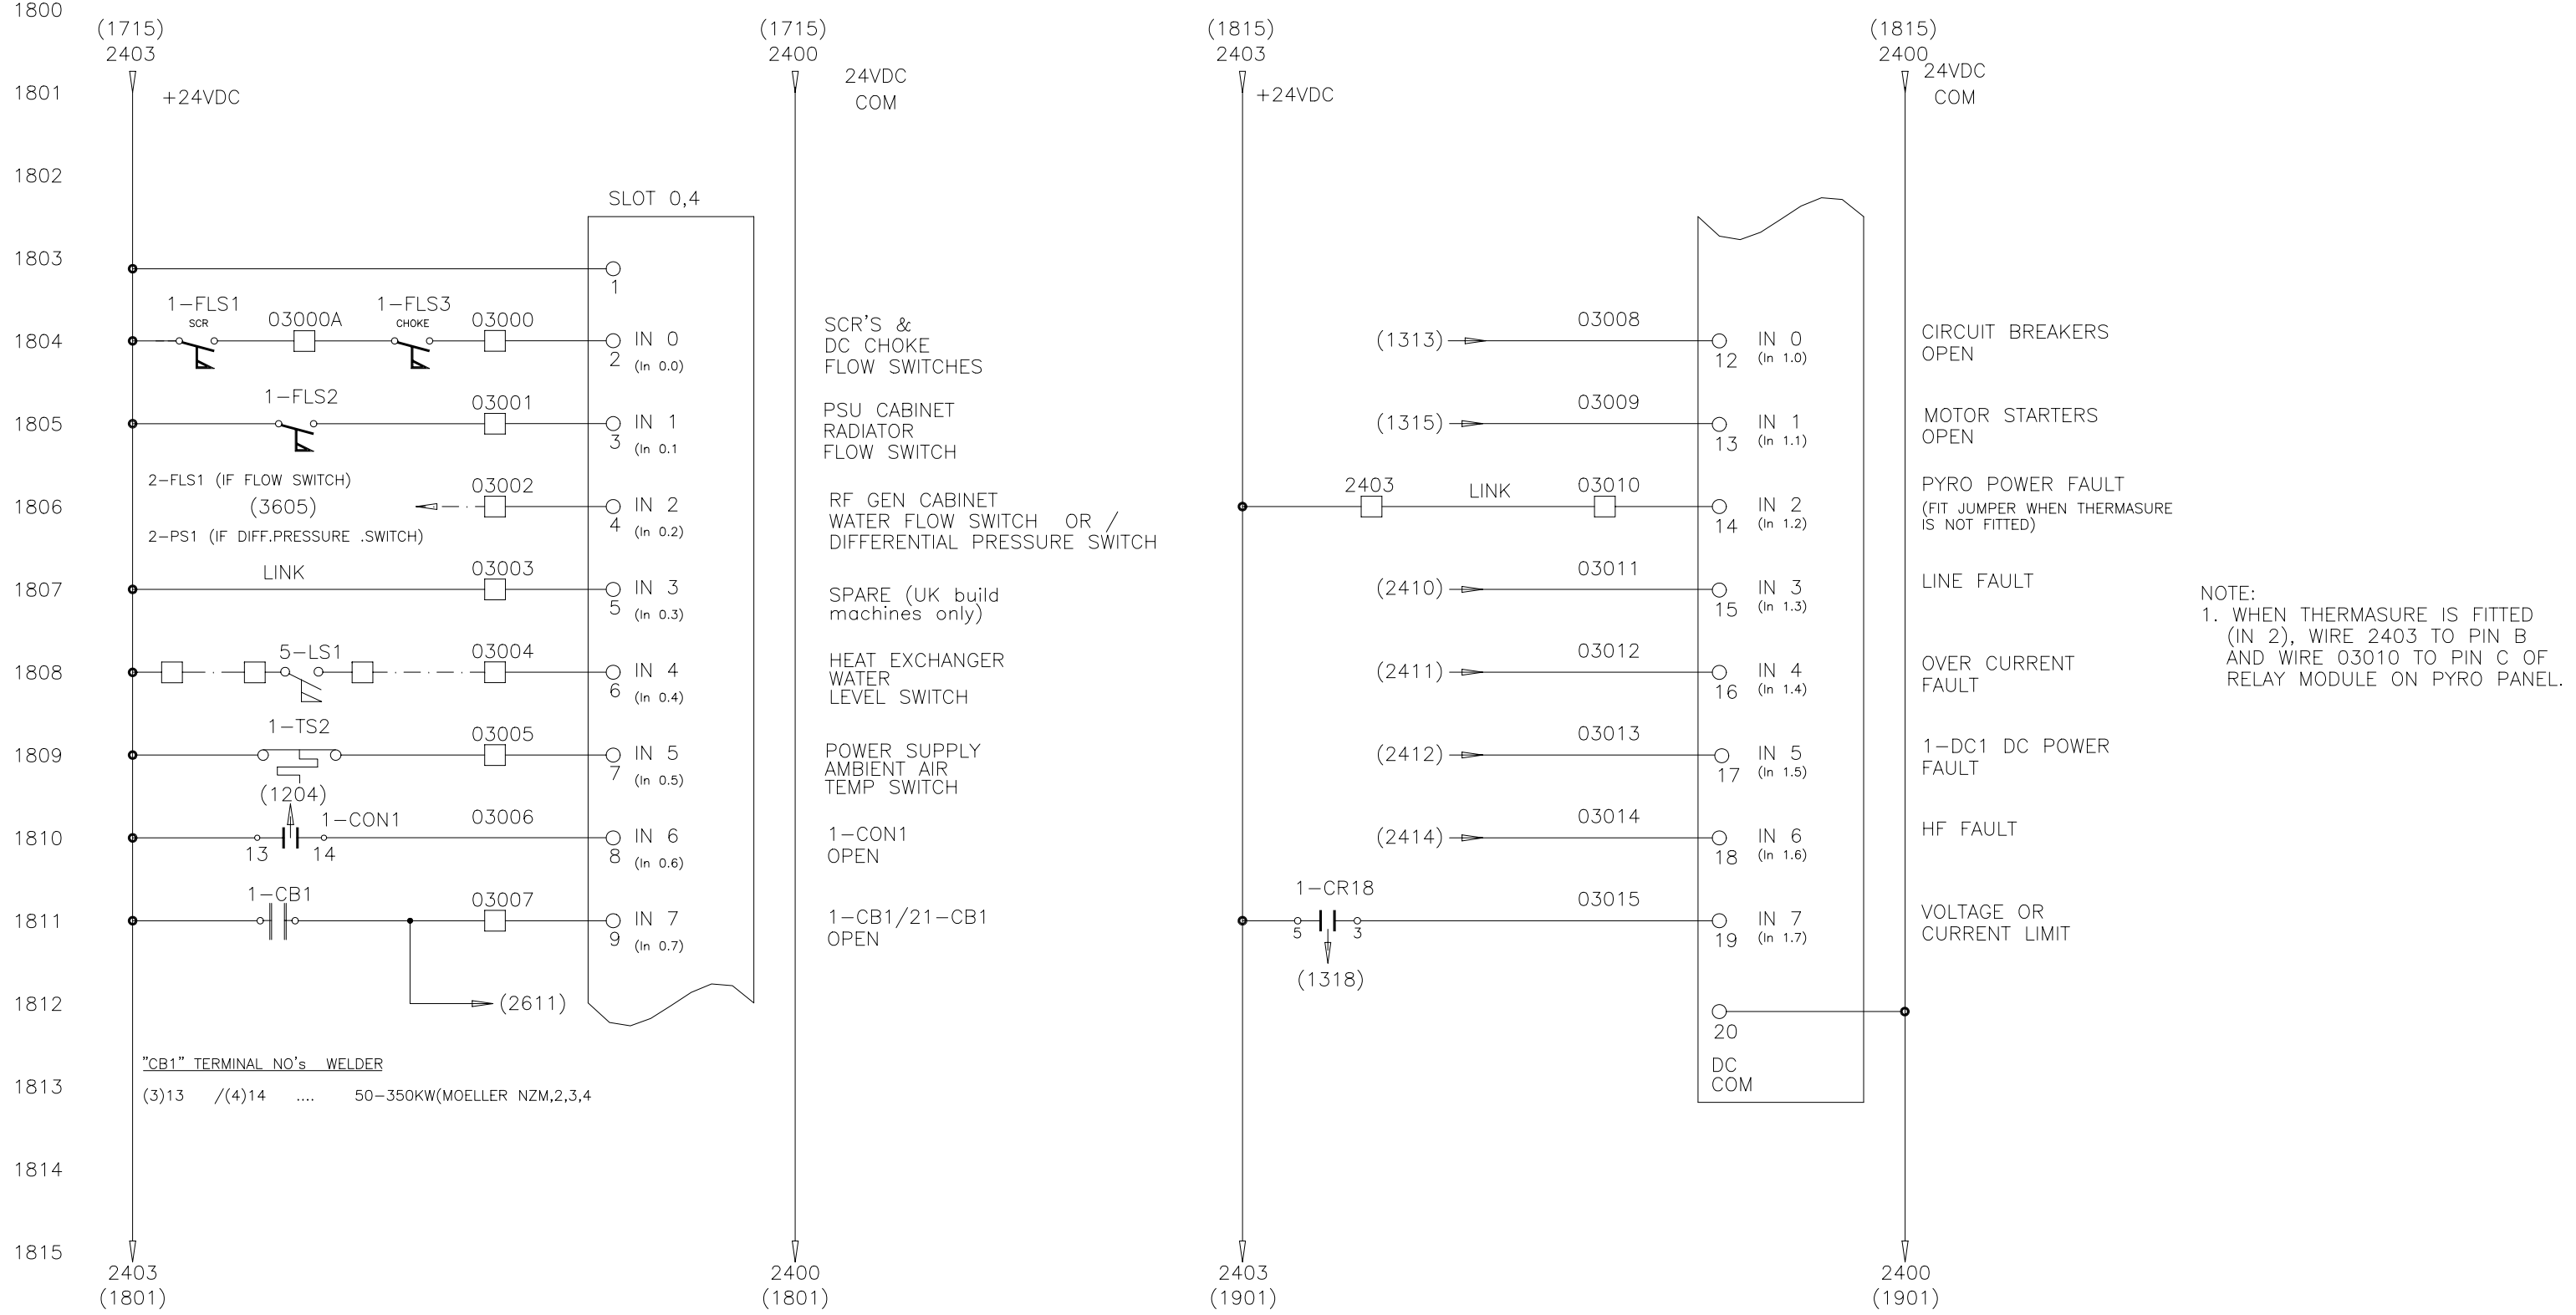 1800
(1715)
2403
(1715)
2400
24VDC
COM
(1815)
2403
(1815)
2400
24VDC
COM
1801
+24VDC
+24VDC
1802
SLOT 0,4
1803
1
1804
1-FLS1
SCR
03000A
1-FLS3
CHOKE
03000
2
IN 0
(In 0.0)
SCR'S &
DC CHOKE
FLOW SWITCHES
1805
1-FLS2
03001
3
IN 1
(In 0.1
PSU CABINET
RADIATOR
FLOW SWITCH
1806
2-FLS1 (IF FLOW SWITCH)
(3605)
2-PS1 (IF DIFF.PRESSURE .SWITCH)
03002
4
IN 2
(In 0.2)
RF GEN CABINET
WATER FLOW SWITCH OR /
DIFFERENTIAL PRESSURE SWITCH
1807
LINK
03003
5
IN 3
(In 0.3)
SPARE (UK build
machines only)
1808
5-LS1
03004
6
IN 4
(In 0.4)
HEAT EXCHANGER
WATER
LEVEL SWITCH
1809
1-TS2
03005
7
IN 5
(In 0.5)
POWER SUPPLY
AMBIENT AIR
TEMP SWITCH
1810
(1204)
1-CON1
13
14
03006
8
IN 6
(In 0.6)
1-CON1
OPEN
1811
1-CB1
03007
9
IN 7
(In 0.7)
1-CB1/21-CB1
OPEN
1812
(2611)
"CB1" TERMINAL NO's WELDER
1813
(3)13 /(4)14 .... 50-350KW(MOELLER NZM,2,3,4
1814
1815
2403
(1801)
2400
(1801)
(1313)
03008
12
IN 0
(In 1.0)
CIRCUIT BREAKERS
OPEN
(1315)
03009
13
IN 1
(In 1.1)
MOTOR STARTERS
OPEN
2403
LINK
03010
14
IN 2
(In 1.2)
PYRO POWER FAULT
(FIT JUMPER WHEN THERMASURE
IS NOT FITTED)
(2410)
03011
15
IN 3
(In 1.3)
LINE FAULT
(2411)
03012
16
IN 4
(In 1.4)
OVER CURRENT
FAULT
(2412)
03013
17
IN 5
(In 1.5)
1-DC1 DC POWER
FAULT
(2414)
03014
18
IN 6
(In 1.6)
HF FAULT
1-CR18
5
3
(1318)
03015
19
IN 7
(In 1.7)
VOLTAGE OR
CURRENT LIMIT
20
DC
COM
2403
(1901)
2400
(1901)
NOTE:
1. WHEN THERMASURE IS FITTED
(IN 2), WIRE 2403 TO PIN B
AND WIRE 03010 TO PIN C OF
RELAY MODULE ON PYRO PANEL.